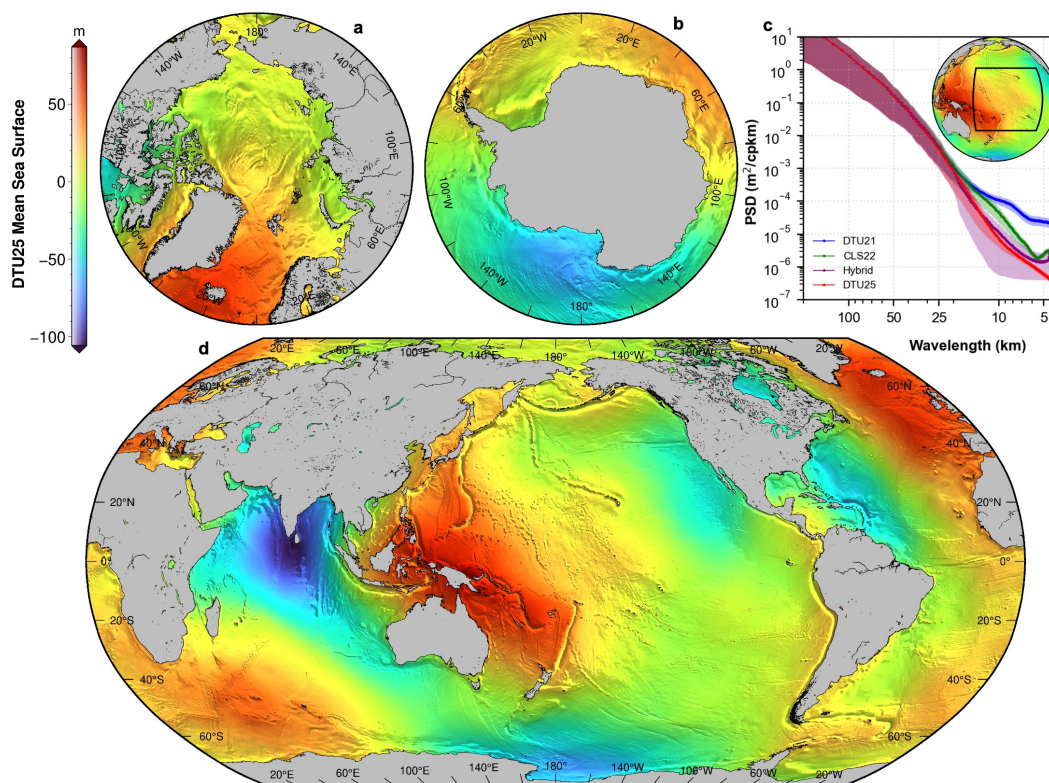 m
DTU25 Mean Sea Surface
50
0
−50
−100
a
180°
140°W
140°E
100°W
100°E
60°W
60°E
20°W
20°E
b
20°W
20°E
60°W
60°E
100°W
100°E
140°W
140°E
180°
c
PSD (m²/cpkm)
10¹
10⁰
10⁻¹
10⁻²
10⁻³
10⁻⁴
10⁻⁵
10⁻⁶
10⁻⁷
DTU21
CLS22
Hybrid
DTU25
100
50
25
10
5
Wavelength (km)
d
20°E
60°E
100°E
140°E
180°
140°W
100°W
60°W
20°W
60°N
60°N
40°N
40°N
20°N
20°N
0°
0°
20°S
20°S
40°S
40°S
60°S
60°S
20°E
60°E
100°E
140°E
180°
140°W
100°W
60°W
20°W